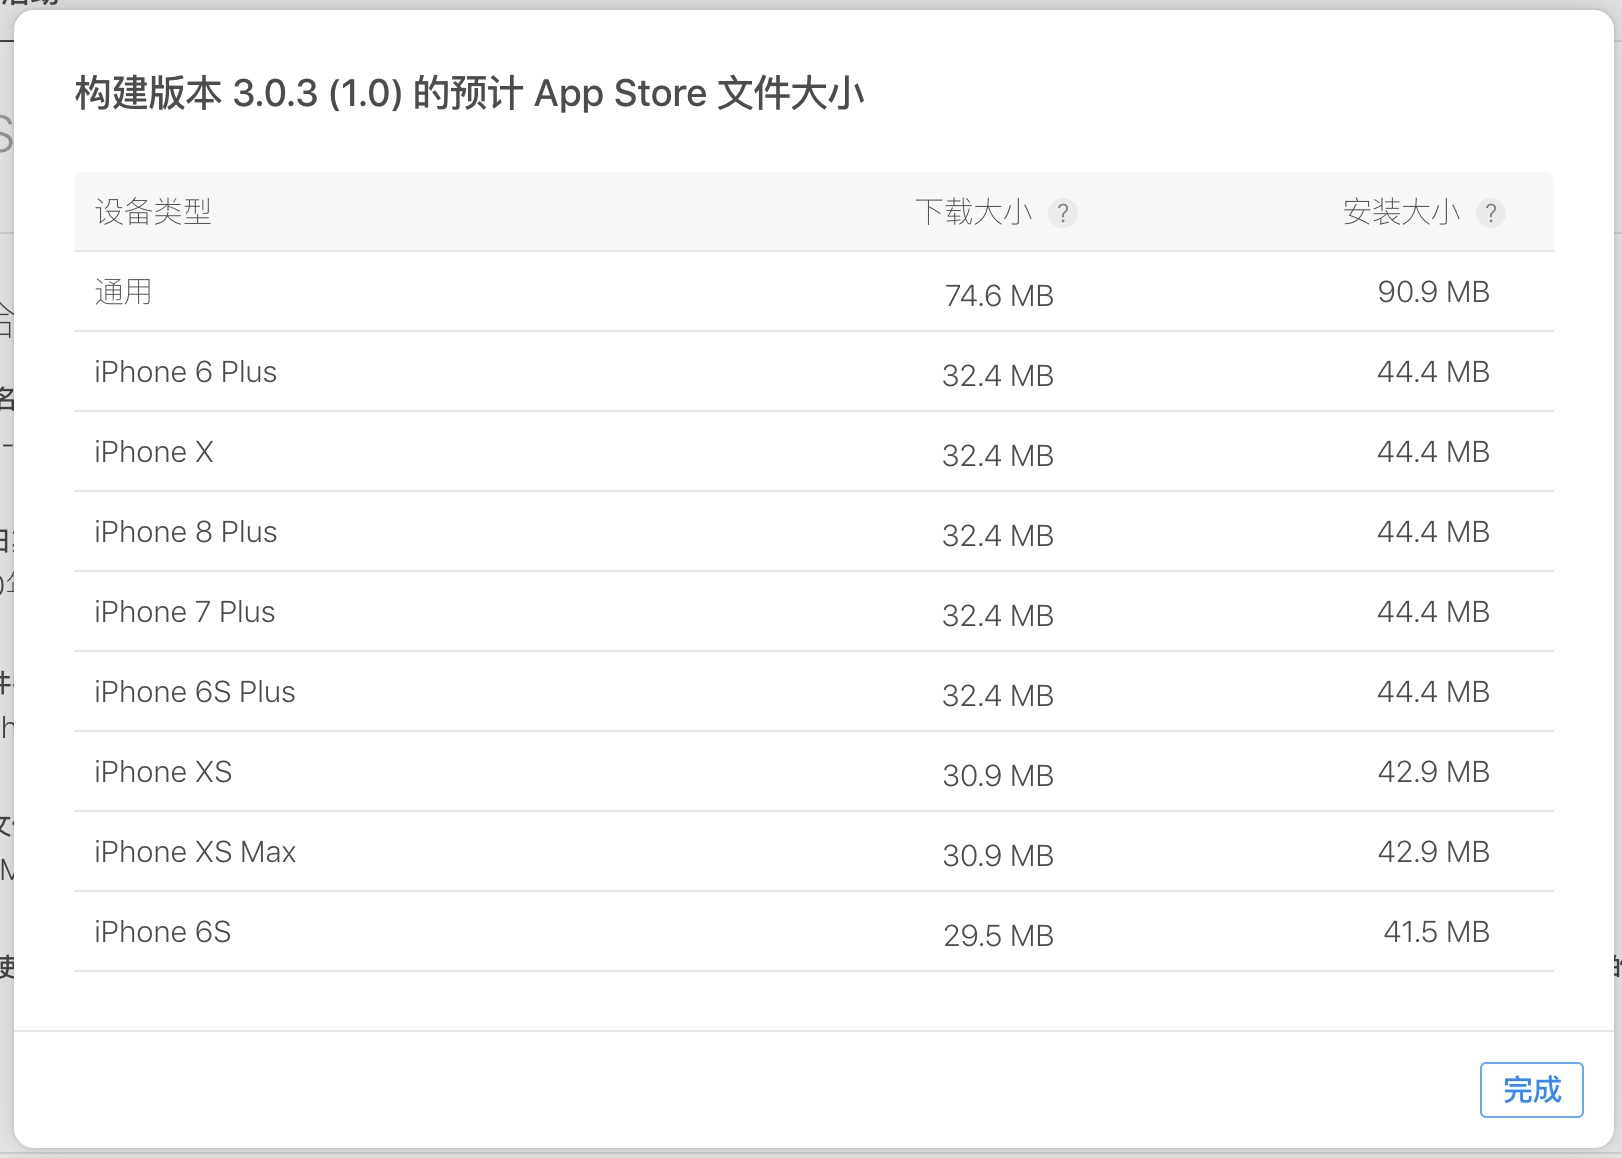 构建版本 3.0.3 (1.0) 的预计 App Store 文件大小
设备类型 下载大小 ? 安装大小 ?
通用 74.6 MB 90.9 MB
iPhone 6 Plus 32.4 MB 44.4 MB
iPhone X 32.4 MB 44.4 MB
iPhone 8 Plus 32.4 MB 44.4 MB
iPhone 7 Plus 32.4 MB 44.4 MB
iPhone 6S Plus 32.4 MB 44.4 MB
iPhone XS 30.9 MB 42.9 MB
iPhone XS Max 30.9 MB 42.9 MB
iPhone 6S 29.5 MB 41.5 MB
完成